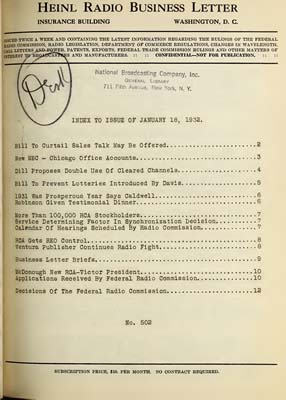 HEINL RADIO BUSINESS LETTER
INSURANCE BUILDING WASHINGTON, D. C.
ISSUED TWICE A WEEK AND CONTAINING THE LATEST INFORMATION REGARDING THE RULINGS OF THE FEDERAL
RADIO COMMISSION, RADIO LEGISLATION, DEPARTMENT OF COMMERCE REGULATIONS, CHANGES IN WAVELENGTH,
CALL LETTERS AND POWER, PATENTS, EXPORTS, FEDERAL TRADE COMMISSION RULINGS AND OTHER MATTERS OF
INTEREST TO BROADCASTERS AND MANUFACTURERS. :: :: CONFIDENTIAL—NOT FOR PUBLICATION. :: ::
Desk
National Broadcasting Company, Inc.
GENERAL LIBRARY
711 Fifth Avenue, New York, N. Y.
INDEX TO ISSUE OF JANUARY 18, 1932.
Bill To Curtail Sales Talk May Be Offered 2
New NBC - Chicago Office Accounts 3
Dill Proposes Double Use Of Cleared Channels 4
Bill To Prevent Lotteries Introduced By Davis 5
1931 Was Prosperous Year Says Caldwell 6
Robinson Given Testimonial Dinner 6
More Than 100,000 RCA Stockholders 7
Service Determining Factor In Synchronization Decision 7
Calendar Of Hearings Scheduled By Radio Commission 7
RCA Gets RKO Control 8
Ventura Publisher Continues Radio Fight 8
Business Letter Briefs 9
McDonough New RCA-Victor President 10
Applications Received By Federal Radio Commission 10
Decisions Of The Federal Radio Commission 12
No. 502
SUBSCRIPTION PRICE, $10. PER MONTH. NO CONTRACT REQUIRED.